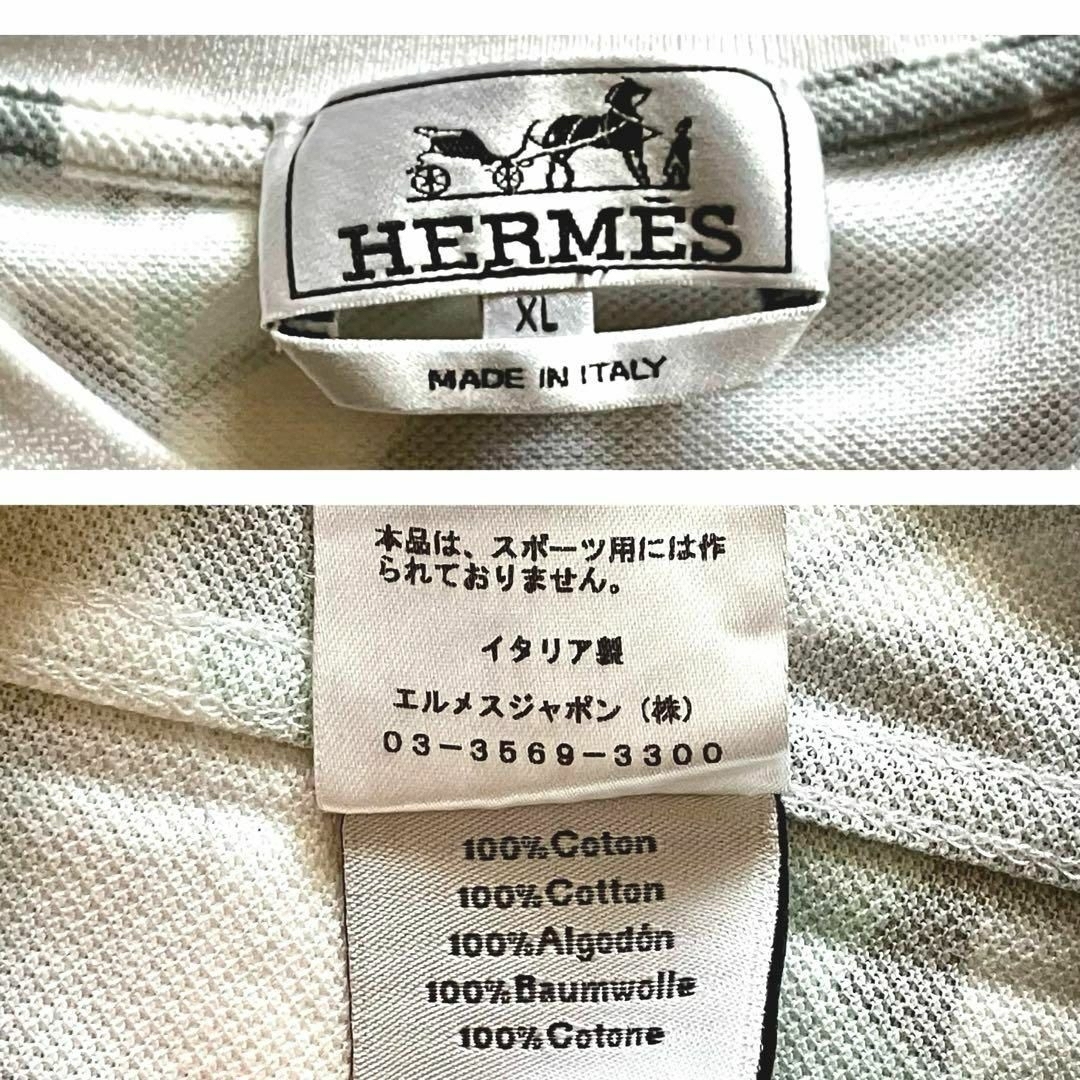 HERMÈS
XL
MADE IN ITALY
本品は、スポーツ用には作
られておりません。
イタリア製
エルメスジャポン（株）
03-3569-3300
100%Coton
100%Cotton
100%Algodón
100%Baumwolle
100%Cotone